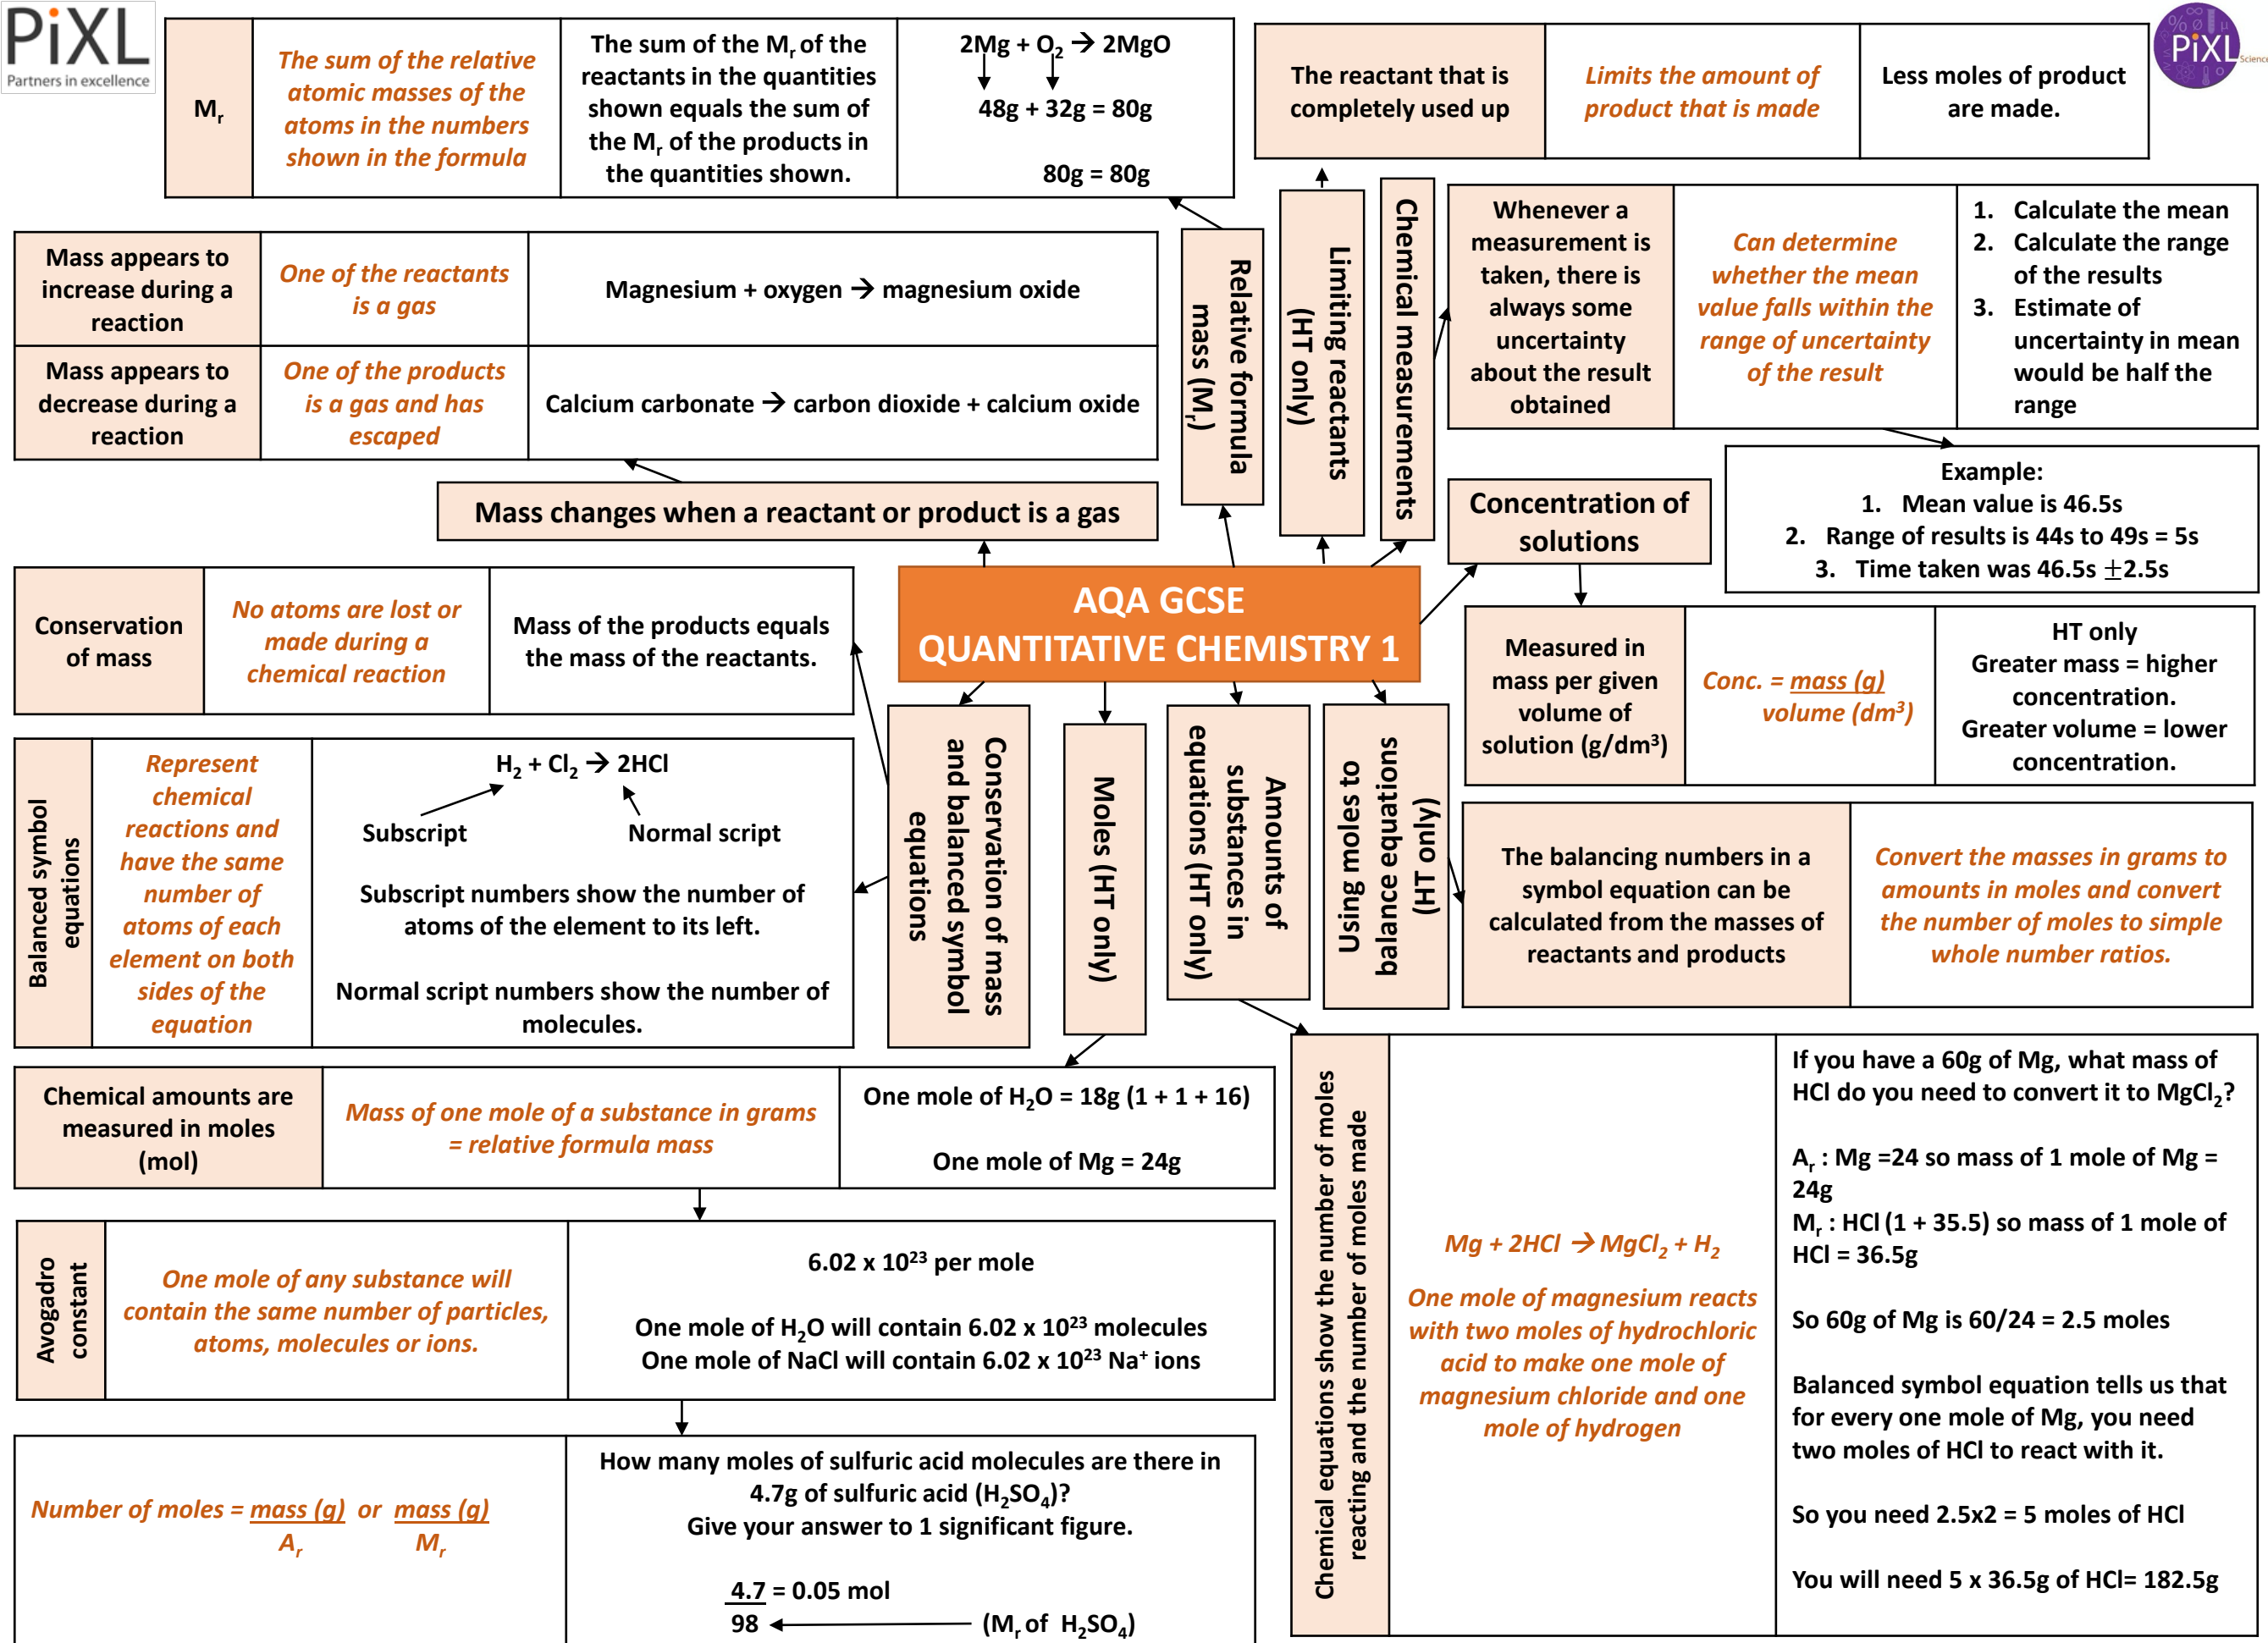 PiXL
Partners in excellence
PiXL Science
M_r
The sum of the relative
atomic masses of the
atoms in the numbers
shown in the formula
The sum of the M_r of the
reactants in the quantities
shown equals the sum of
the M_r of the products in
the quantities shown.
2Mg + O₂ → 2MgO
48g + 32g = 80g
80g = 80g
The reactant that is
completely used up
Limits the amount of
product that is made
Less moles of product
are made.
Mass appears to
increase during a
reaction
One of the reactants
is a gas
Magnesium + oxygen → magnesium oxide
Mass appears to
decrease during a
reaction
One of the products
is a gas and has
escaped
Calcium carbonate → carbon dioxide + calcium oxide
Mass changes when a reactant or product is a gas
Relative formula
mass (M_r)
Limiting reactants
(HT only)
Chemical measurements
Whenever a
measurement is
taken, there is
always some
uncertainty
about the result
obtained
Can determine
whether the mean
value falls within the
range of uncertainty
of the result
1. Calculate the mean
2. Calculate the range
of the results
3. Estimate of
uncertainty in mean
would be half the
range
Example:
1. Mean value is 46.5s
2. Range of results is 44s to 49s = 5s
3. Time taken was 46.5s ±2.5s
Concentration of
solutions
AQA GCSE
QUANTITATIVE CHEMISTRY 1
Conservation
of mass
No atoms are lost or
made during a
chemical reaction
Mass of the products equals
the mass of the reactants.
Measured in
mass per given
volume of
solution (g/dm³)
Conc. = mass (g)
volume (dm³)
HT only
Greater mass = higher
concentration.
Greater volume = lower
concentration.
Balanced symbol
equations
Represent
chemical
reactions and
have the same
number of
atoms of each
element on both
sides of the
equation
H₂ + Cl₂ → 2HCl
Subscript
Normal script
Subscript numbers show the number of
atoms of the element to its left.
Normal script numbers show the number of
molecules.
Conservation of mass
and balanced symbol
equations
Moles (HT only)
Amounts of
substances in
equations (HT only)
Using moles to
balance equations
(HT only)
The balancing numbers in a
symbol equation can be
calculated from the masses of
reactants and products
Convert the masses in grams to
amounts in moles and convert
the number of moles to simple
whole number ratios.
Chemical amounts are
measured in moles
(mol)
Mass of one mole of a substance in grams
= relative formula mass
One mole of H₂O = 18g (1 + 1 + 16)
One mole of Mg = 24g
Avogadro
constant
One mole of any substance will
contain the same number of particles,
atoms, molecules or ions.
6.02 x 10²³ per mole
One mole of H₂O will contain 6.02 x 10²³ molecules
One mole of NaCl will contain 6.02 x 10²³ Na⁺ ions
Number of moles = mass (g) or mass (g)
A_r M_r
How many moles of sulfuric acid molecules are there in
4.7g of sulfuric acid (H₂SO₄)?
Give your answer to 1 significant figure.
4.7 = 0.05 mol
98 (M_r of H₂SO₄)
Chemical equations show the number of moles
reacting and the number of moles made
Mg + 2HCl → MgCl₂ + H₂
One mole of magnesium reacts
with two moles of hydrochloric
acid to make one mole of
magnesium chloride and one
mole of hydrogen
If you have a 60g of Mg, what mass of
HCl do you need to convert it to MgCl₂?
A_r : Mg =24 so mass of 1 mole of Mg =
24g
M_r : HCl (1 + 35.5) so mass of 1 mole of
HCl = 36.5g
So 60g of Mg is 60/24 = 2.5 moles
Balanced symbol equation tells us that
for every one mole of Mg, you need
two moles of HCl to react with it.
So you need 2.5x2 = 5 moles of HCl
You will need 5 x 36.5g of HCl= 182.5g